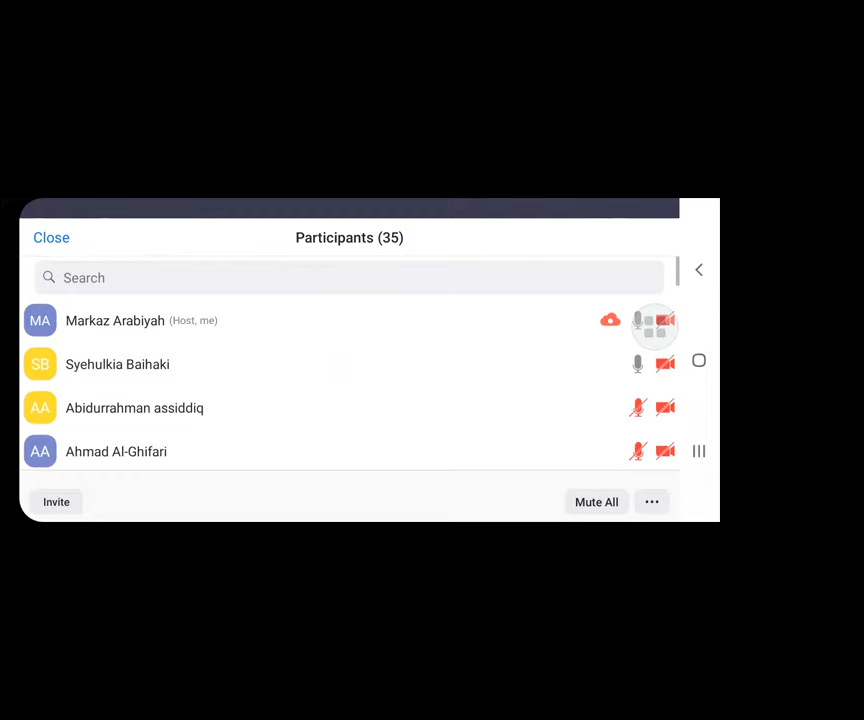 Close
Participants (35)
Search
MA Markaz Arabiyah (Host, me)
SB Syehulkia Baihaki
AA Abidurrahman assiddiq
AA Ahmad Al-Ghifari
Invite
Mute All